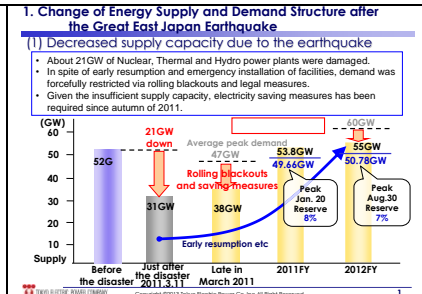 1. Change of Energy Supply and Demand Structure after
the Great East Japan Earthquake
(1) Decreased supply capacity due to the earthquake
• About 21GW of Nuclear, Thermal and Hydro power plants were damaged.
• In spite of early resumption and emergency installation of facilities, demand was
forcefully restricted via rolling blackouts and legal measures.
• Given the insufficient supply capacity, electricity saving measures has been
required since autumn of 2011.
(GW)
60
50
40
30
20
10
Supply
52G
21GW
down
31GW
Average peak demand
47GW
Rolling blackouts
and saving measures
38GW
Early resumption etc
53.8GW
49.66GW
Peak
Jan. 20
Reserve
8%
60GW
55GW
50.78GW
Peak
Aug.30
Reserve
7%
Before
the disaster
Just after
the disaster
2011.3.11
Late in
March 2011
2011FY
2012FY
TOKYO ELECTRIC POWER COMPANY
1